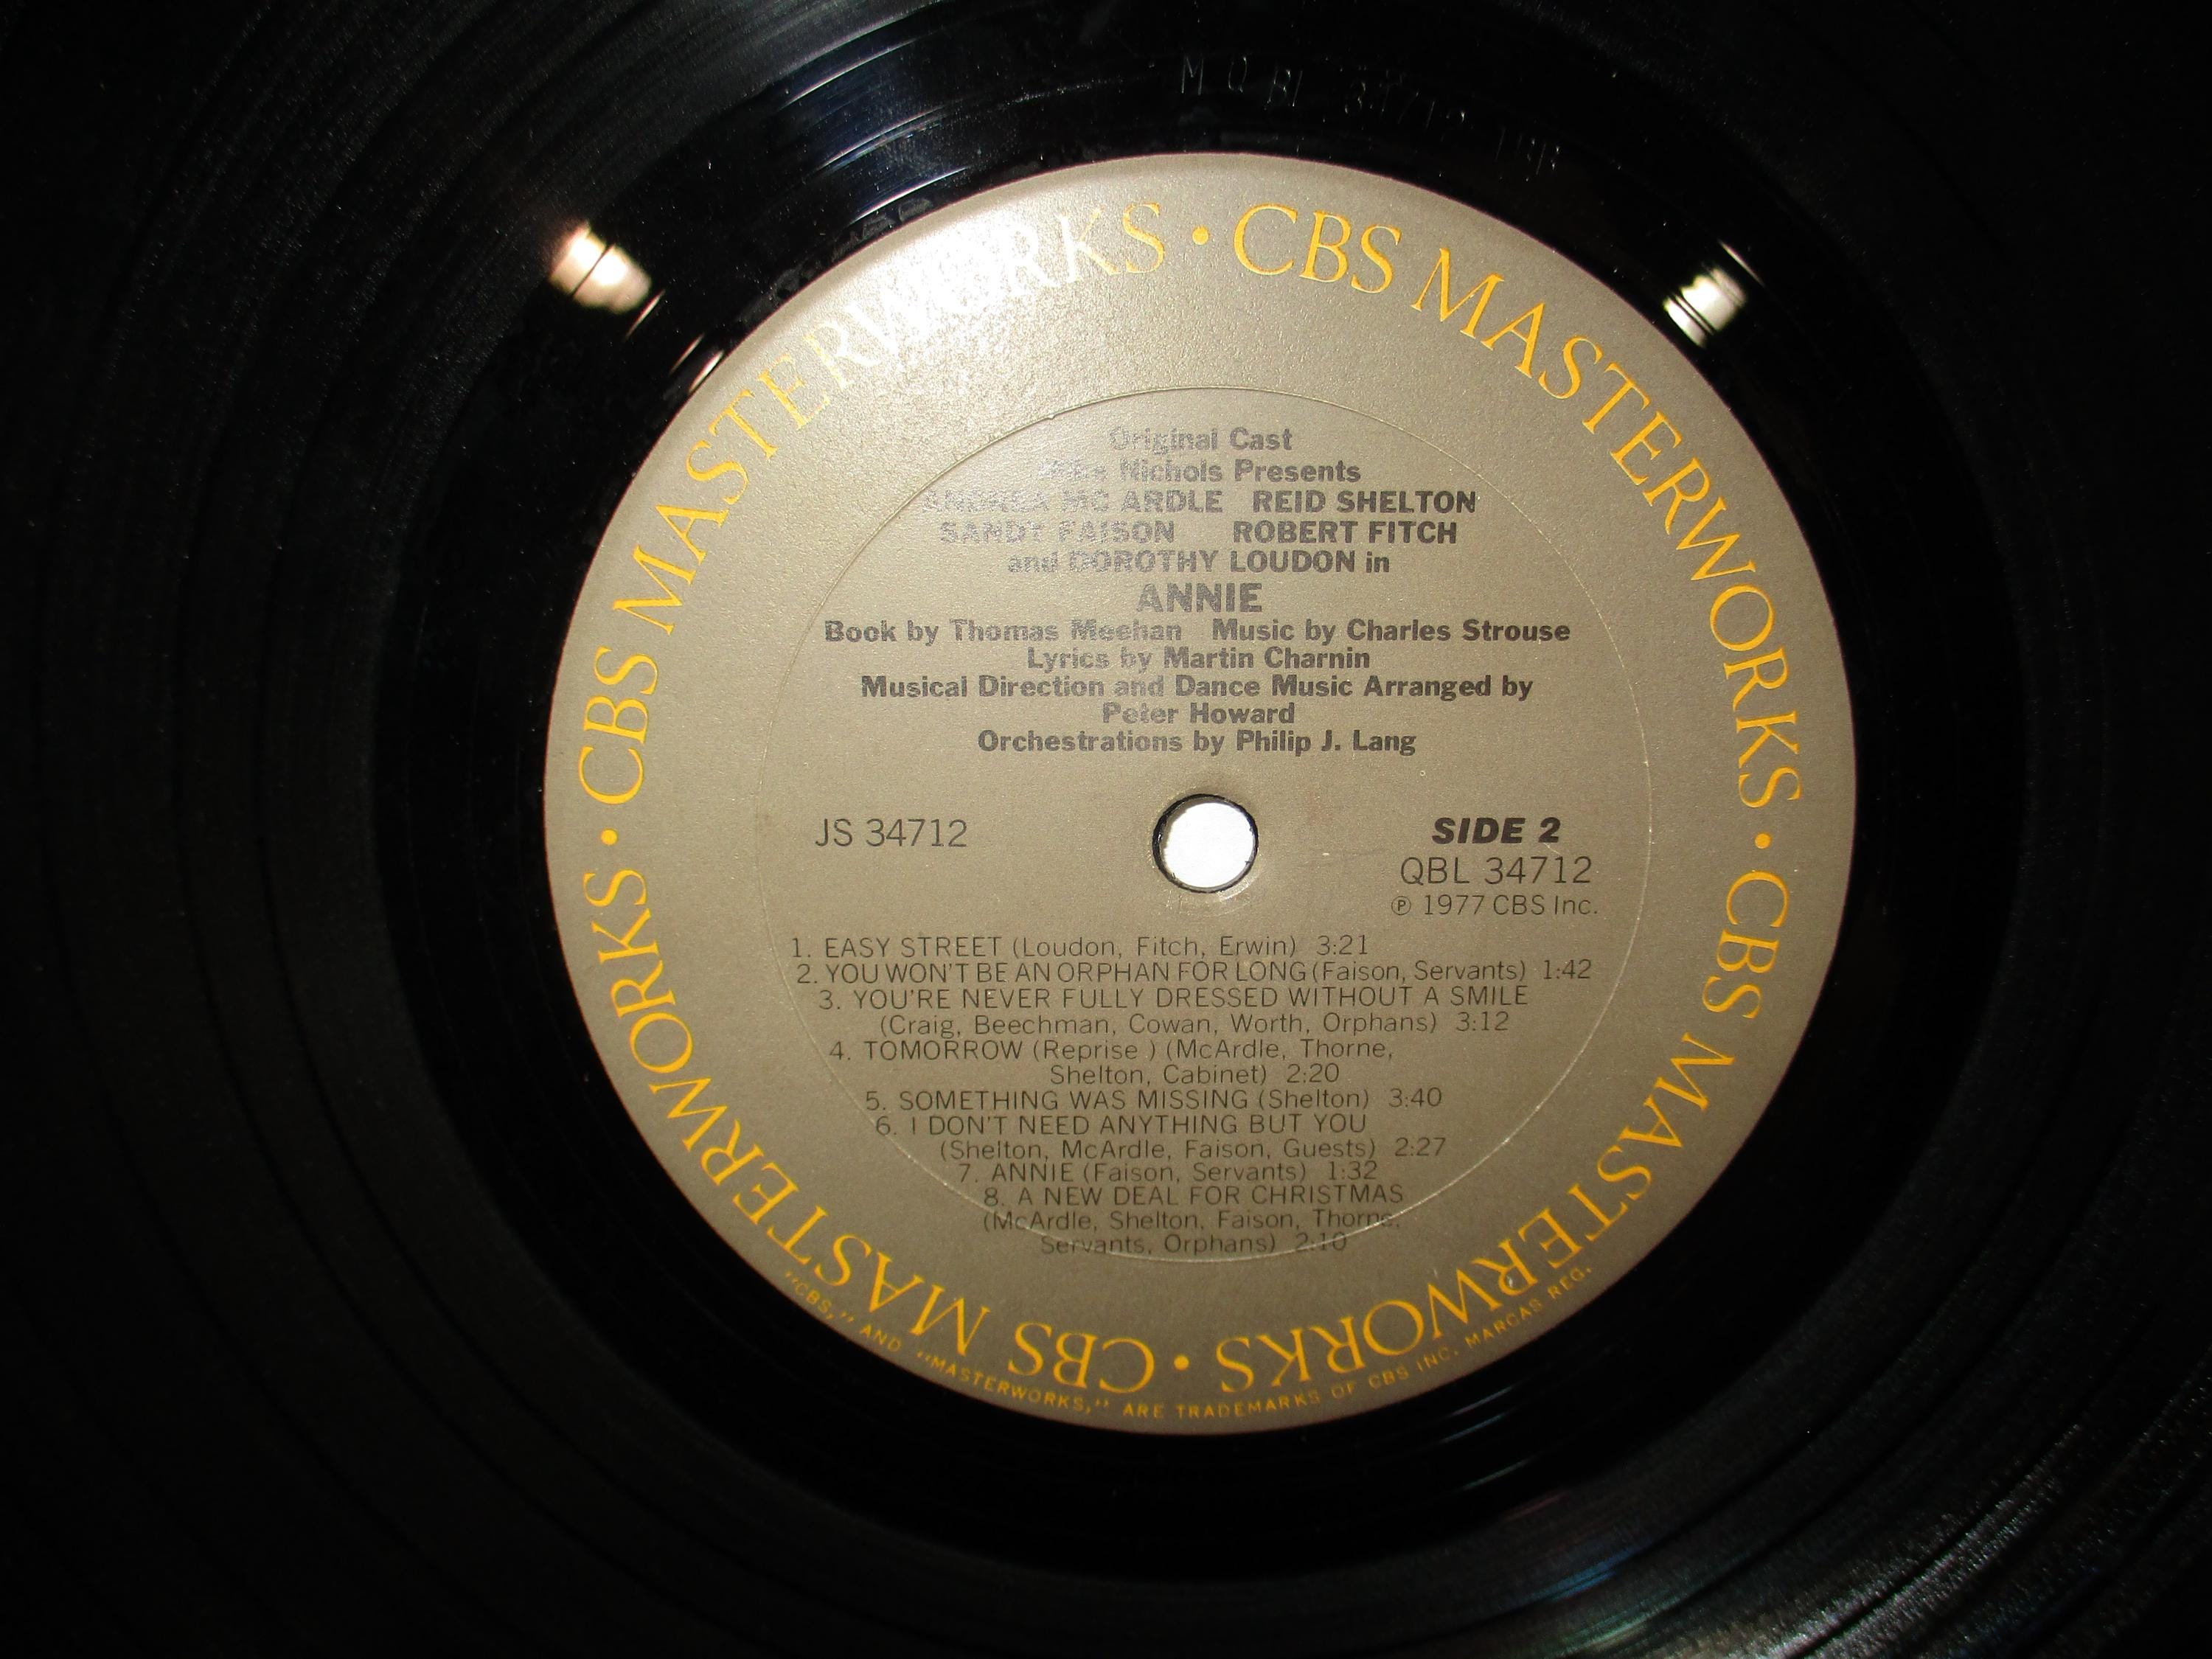 CBS MASTERWORKS • CBS MASTERWORKS • CBS MASTERWORKS • CBS MASTERWORKS •
Original Cast
Mike Nichols Presents
ANDREA MC ARDLE REID SHELTON
SANDY FAISON ROBERT FITCH
and DOROTHY LOUDON in
ANNIE
Book by Thomas Meehan Music by Charles Strouse
Lyrics by Martin Charnin
Musical Direction and Dance Music Arranged by
Peter Howard
Orchestrations by Philip J. Lang
JS 34712
SIDE 2
QBL 34712
Ⓟ 1977 CBS Inc.
1. EASY STREET (Loudon, Fitch, Erwin) 3:21
2. YOU WON'T BE AN ORPHAN FOR LONG (Faison, Servants) 1:42
3. YOU'RE NEVER FULLY DRESSED WITHOUT A SMILE
(Craig, Beechman, Cowan, Worth, Orphans) 3:12
4. TOMORROW (Reprise ) (McArdle, Thorne,
Shelton, Cabinet) 2:20
5. SOMETHING WAS MISSING (Shelton) 3:40
6. I DON'T NEED ANYTHING BUT YOU
(Shelton, McArdle, Faison, Guests) 2:27
7. ANNIE (Faison, Servants) 1:32
8. A NEW DEAL FOR CHRISTMAS
(McArdle, Shelton, Faison, Thorne,
Servants, Orphans) 2:10
"CBS," AND "MASTERWORKS," ARE TRADEMARKS OF CBS INC. MARCAS REG.